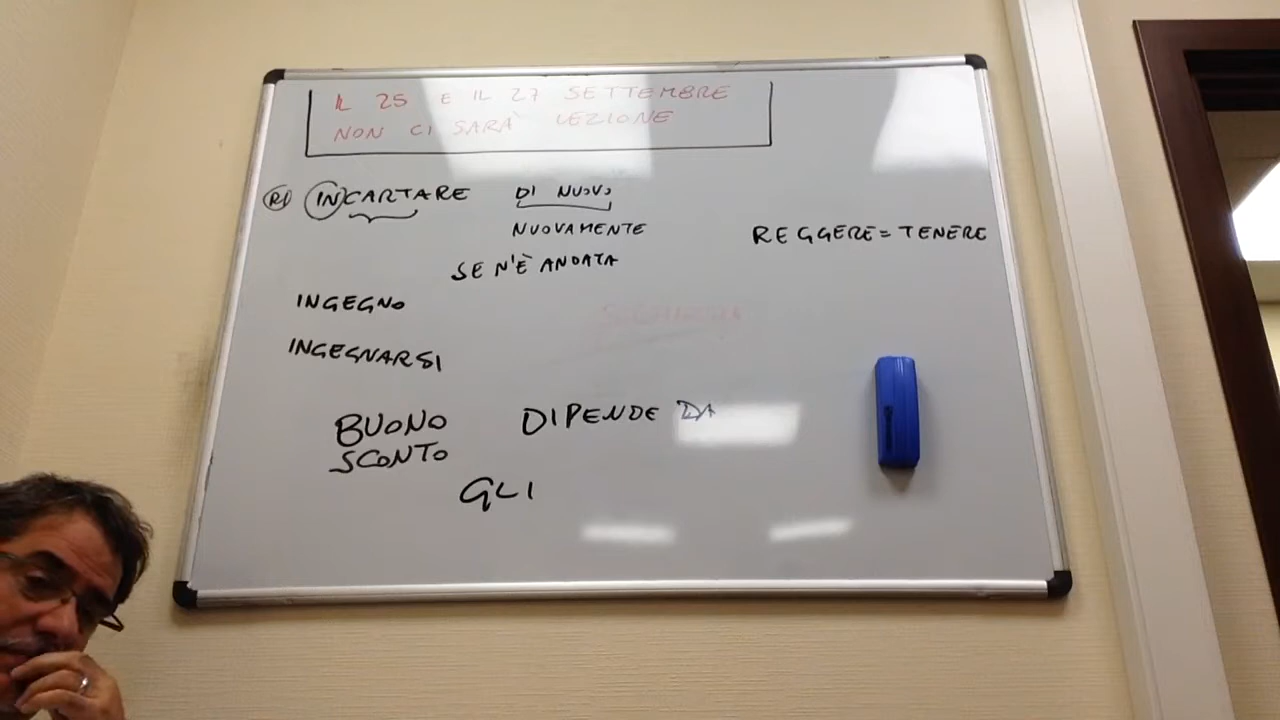 IL 25 E IL 27 SETTEMBRE
NON CI SARÀ LEZIONE
RI INCARTARE DI NUOVO
NUOVAMENTE
REGGERE = TENERE
SE N'È ANDATA
INGEGNO
INGEGNARSI
BUONO
SCONTO
DIPENDE DA
GLI